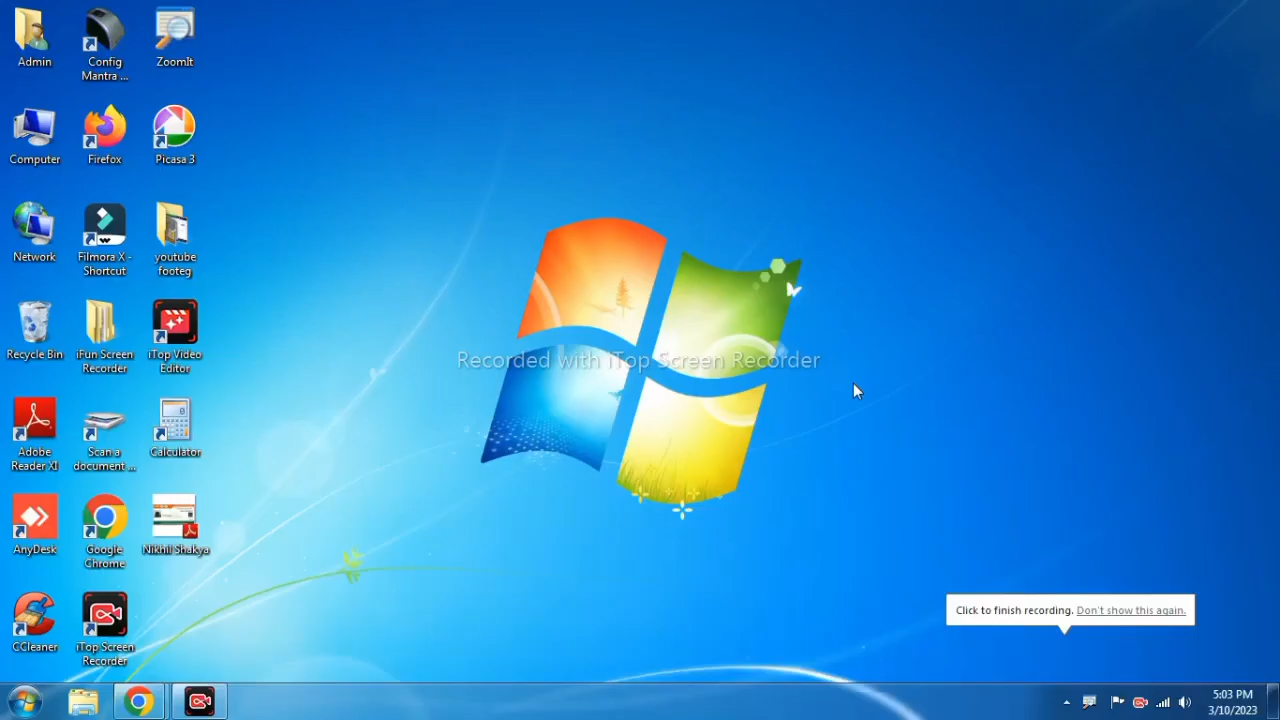 Admin
Config
Mantra ...
ZoomIt
Computer
Firefox
Picasa 3
Network
Filmora X -
Shortcut
youtube
footeg
Recycle Bin
iFun Screen
Recorder
iTop Video
Editor
Adobe
Reader XI
Scan a
document ...
Calculator
AnyDesk
Google
Chrome
Nikhil Shakya
CCleaner
iTop Screen
Recorder
Recorded with iTop Screen Recorder
Click to finish recording. Don't show this again.
5:03 PM
3/10/2023